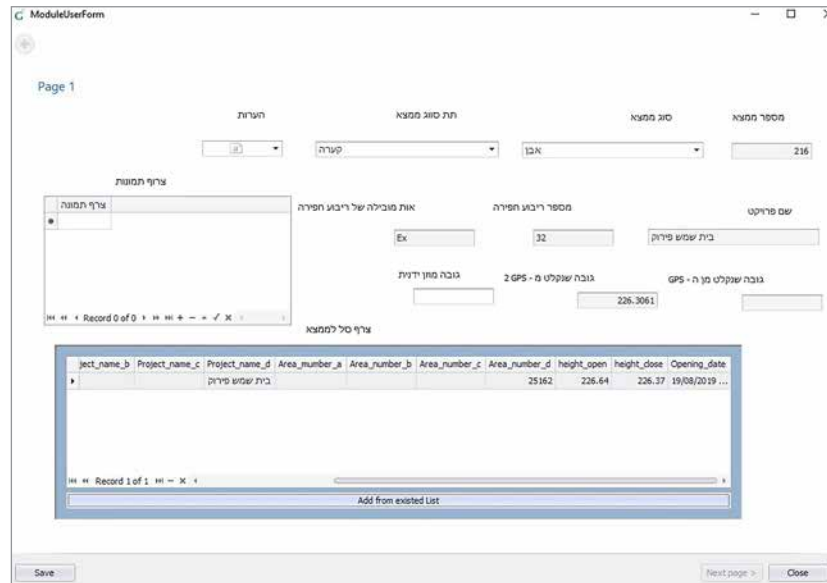 ModuleUserForm
Page 1
מספר ממצא
סוג ממצא
תת סווג ממצא
הערות
216
אבן
קערה
צרוף תמונות
צרף תמונה
Record 0 of 0
שם פרויקט
מספר ריבוע חפירה
אות מובילה של ריבוע חפירה
בית שמש פירוק
32
Ex
גובה שנקלט מן ה - GPS
גובה שנקלט מ - GPS 2
גובה מוזן ידנית
226.3061
צרף סל לממצא
ject_name_b Project_name_c Project_name_d Area_mumber_a Area_number_b Area_number_c Area_number_d height_open height_close Opening_date
בית שמש פירוק 25162 226.64 226.37 19/08/2019 ...
Record 1 of 1
Add from existed List
Save
Next page >
Close